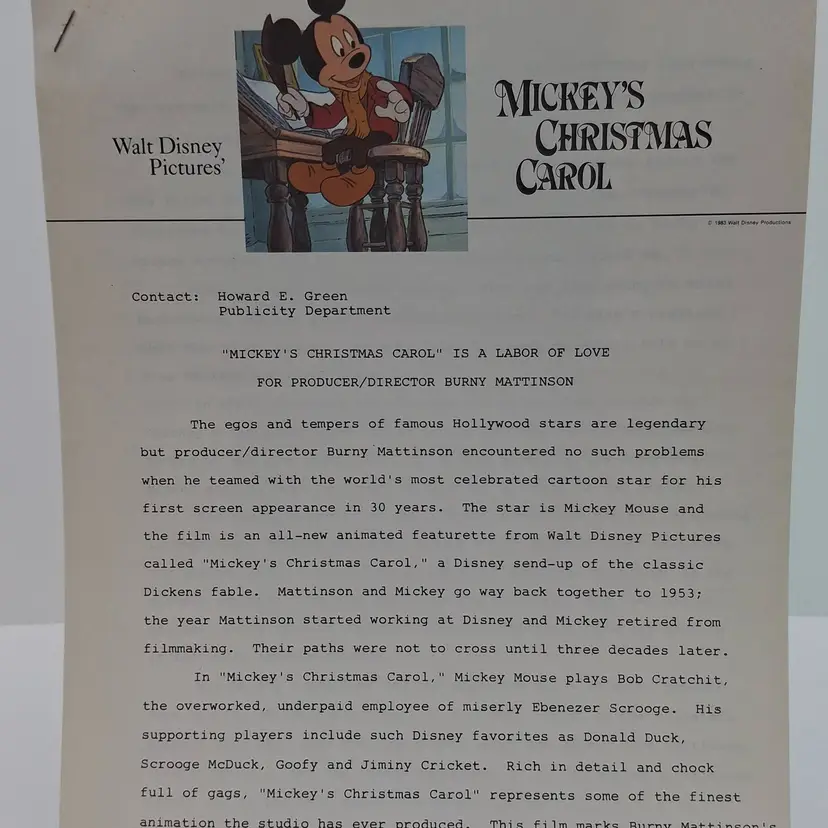 Walt Disney
Pictures'
MICKEY'S
CHRISTMAS
CAROL
© 1983 Walt Disney Productions
Contact: Howard E. Green
Publicity Department
"MICKEY'S CHRISTMAS CAROL" IS A LABOR OF LOVE
FOR PRODUCER/DIRECTOR BURNY MATTINSON
The egos and tempers of famous Hollywood stars are legendary
but producer/director Burny Mattinson encountered no such problems
when he teamed with the world's most celebrated cartoon star for his
first screen appearance in 30 years. The star is Mickey Mouse and
the film is an all-new animated featurette from Walt Disney Pictures
called "Mickey's Christmas Carol," a Disney send-up of the classic
Dickens fable. Mattinson and Mickey go way back together to 1953;
the year Mattinson started working at Disney and Mickey retired from
filmmaking. Their paths were not to cross until three decades later.
In "Mickey's Christmas Carol," Mickey Mouse plays Bob Cratchit,
the overworked, underpaid employee of miserly Ebenezer Scrooge. His
supporting players include such Disney favorites as Donald Duck,
Scrooge McDuck, Goofy and Jiminy Cricket. Rich in detail and chock
full of gags, "Mickey's Christmas Carol" represents some of the finest
animation the studio has ever produced. This film marks Burny Mattinson's